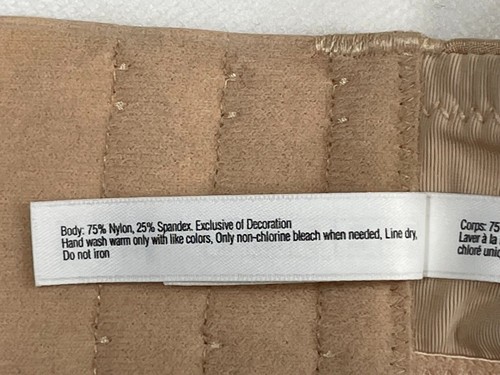 Body: 75% Nylon, 25% Spandex. Exclusive of Decoration
Hand wash warm only with like colors, Only non-chlorine bleach when needed, Line dry,
Do not iron
Corps: 75
Laver à la
chloré